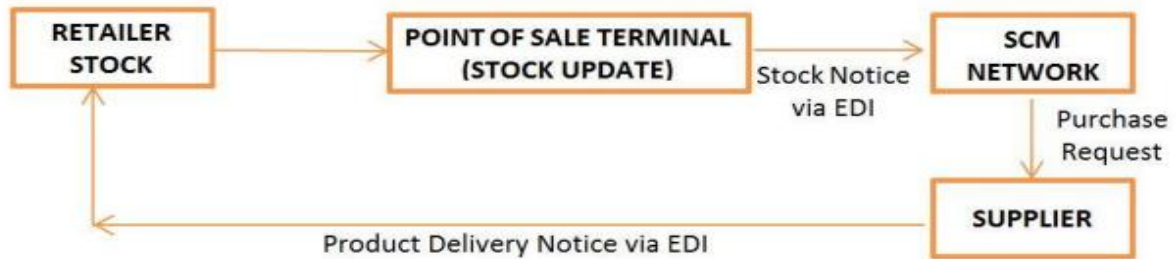 RETAILER
STOCK
POINT OF SALE TERMINAL
(STOCK UPDATE)
Stock Notice
via EDI
SCM
NETWORK
Purchase
Request
SUPPLIER
Product Delivery Notice via EDI